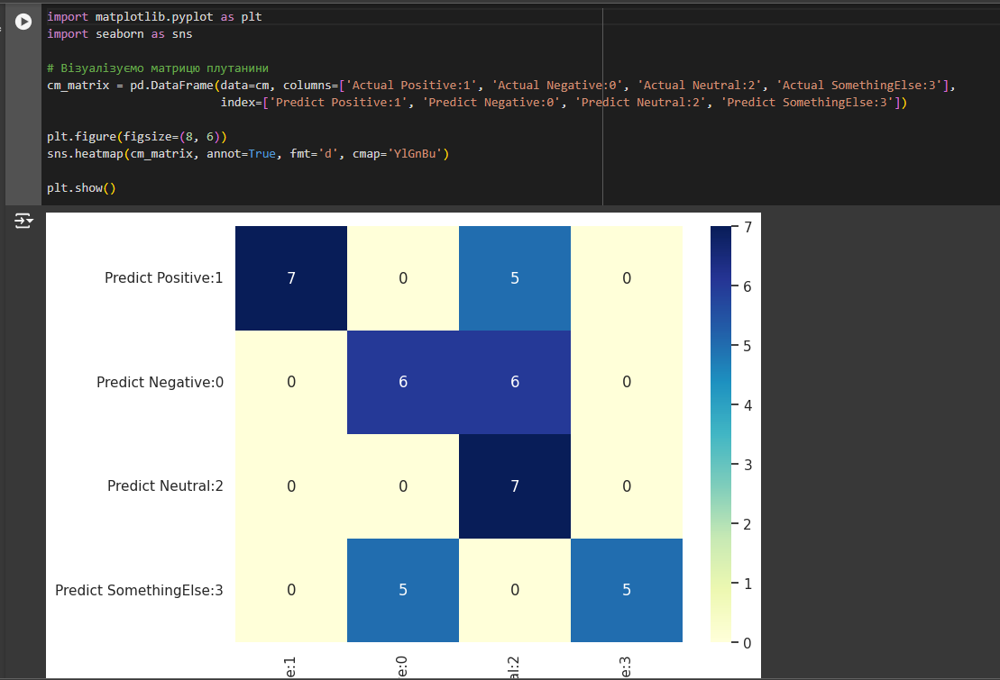 import matplotlib.pyplot as plt
import seaborn as sns
# Візуалізуємо матрицю плутанини
cm_matrix = pd.DataFrame(data=cm, columns=['Actual Positive:1', 'Actual Negative:0', 'Actual Neutral:2', 'Actual SomethingElse:3'],
index=['Predict Positive:1', 'Predict Negative:0', 'Predict Neutral:2', 'Predict SomethingElse:3'])
plt.figure(figsize=(8, 6))
sns.heatmap(cm_matrix, annot=True, fmt='d', cmap='YlGnBu')
plt.show()
Predict Positive:1 7 0 5 0
Predict Negative:0 0 6 6 0
Predict Neutral:2 0 0 7 0
Predict SomethingElse:3 0 5 0 5
7
6
5
4
3
2
1
0
e:1
e:0
al:2
e:3